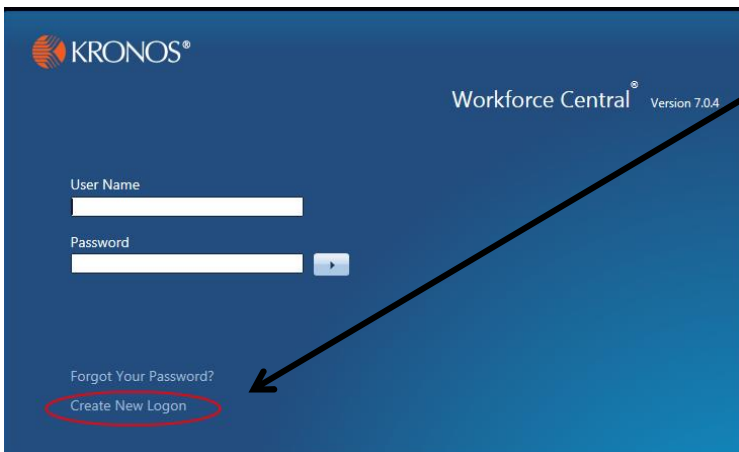 KRONOS®
Workforce Central® Version 7.0.4
User Name
Password
Forgot Your Password?
Create New Logon